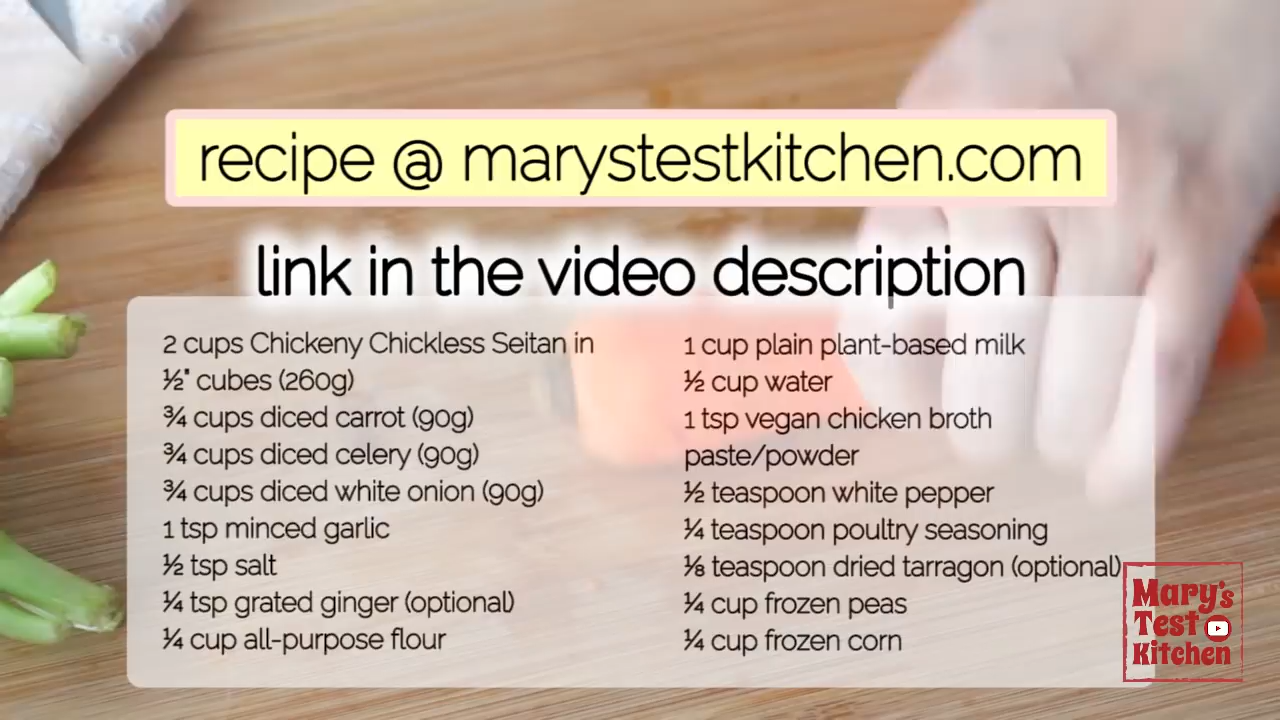 recipe @ marystestkitchen.com
link in the video description
2 cups Chickeny Chickless Seitan in
½" cubes (260g)
¾ cups diced carrot (90g)
¾ cups diced celery (90g)
¾ cups diced white onion (90g)
1 tsp minced garlic
½ tsp salt
¼ tsp grated ginger (optional)
¼ cup all-purpose flour
1 cup plain plant-based milk
½ cup water
1 tsp vegan chicken broth
paste/powder
½ teaspoon white pepper
¼ teaspoon poultry seasoning
⅛ teaspoon dried tarragon (optional)
¼ cup frozen peas
¼ cup frozen corn
Mary's
Test
Kitchen